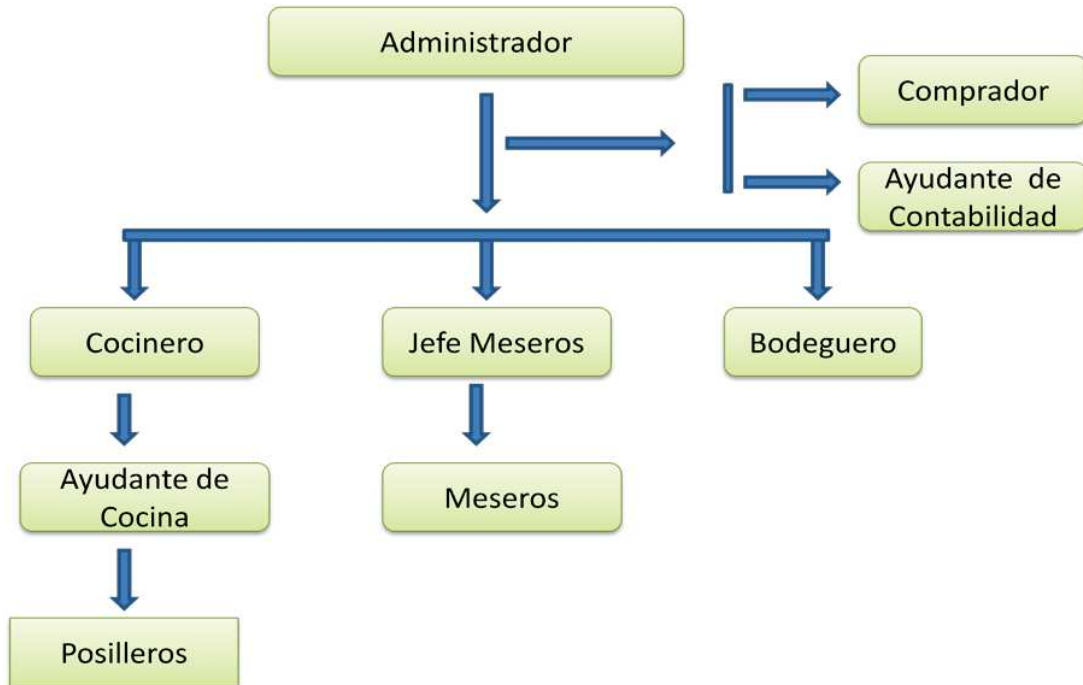 Administrador
Comprador
Ayudante de
Contabilidad
Cocinero
Jefe Meseros
Bodeguero
Ayudante de
Cocina
Meseros
Posilleros